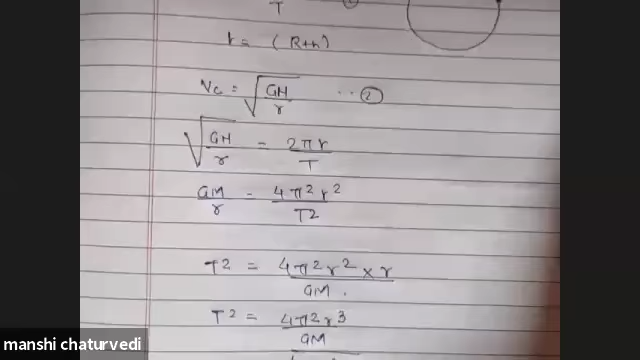 T
r = (R+h)
Vc = √GM/r .. (2)
√GM/r = 2πr/T
GM/r = 4π²r²/T2
T2 = 4π²r² × r/GM.
T2 = 4π²r3/GM
manshi chaturvedi